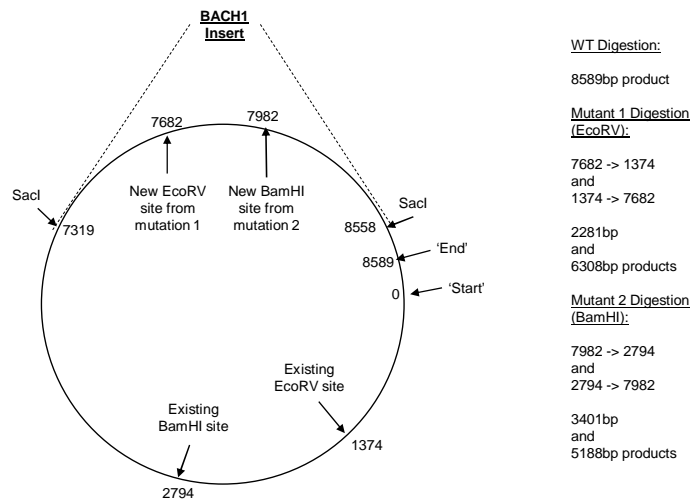 BACH1
Insert
7682
7982
SacI
New EcoRV
site from
mutation 1
New BamHI
site from
mutation 2
SacI
7319
8558
'End'
8589
0
'Start'
Existing
EcoRV site
Existing
BamHI site
1374
2794
WT Digestion:
8589bp product
Mutant 1 Digestion
(EcoRV):
7682 -> 1374
and
1374 -> 7682
2281bp
and
6308bp products
Mutant 2 Digestion
(BamHI):
7982 -> 2794
and
2794 -> 7982
3401bp
and
5188bp products